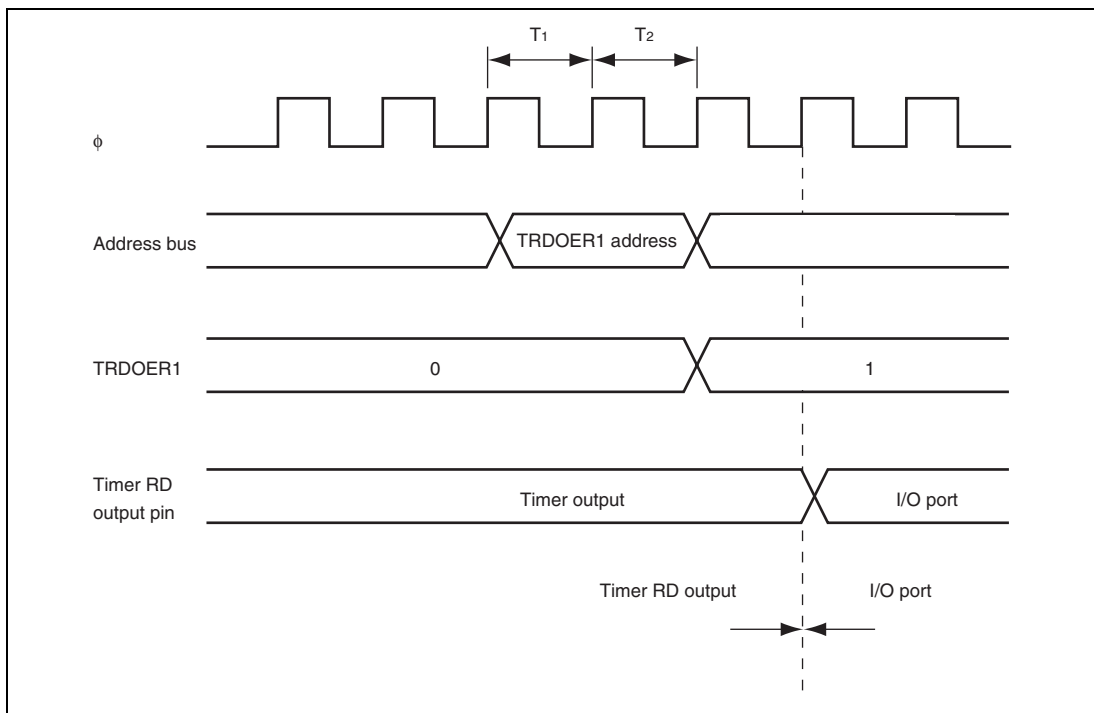 T1 T2
ϕ
Address bus TRDOER1 address
TRDOER1 0 1
Timer RD
output pin
Timer output I/O port
Timer RD output I/O port